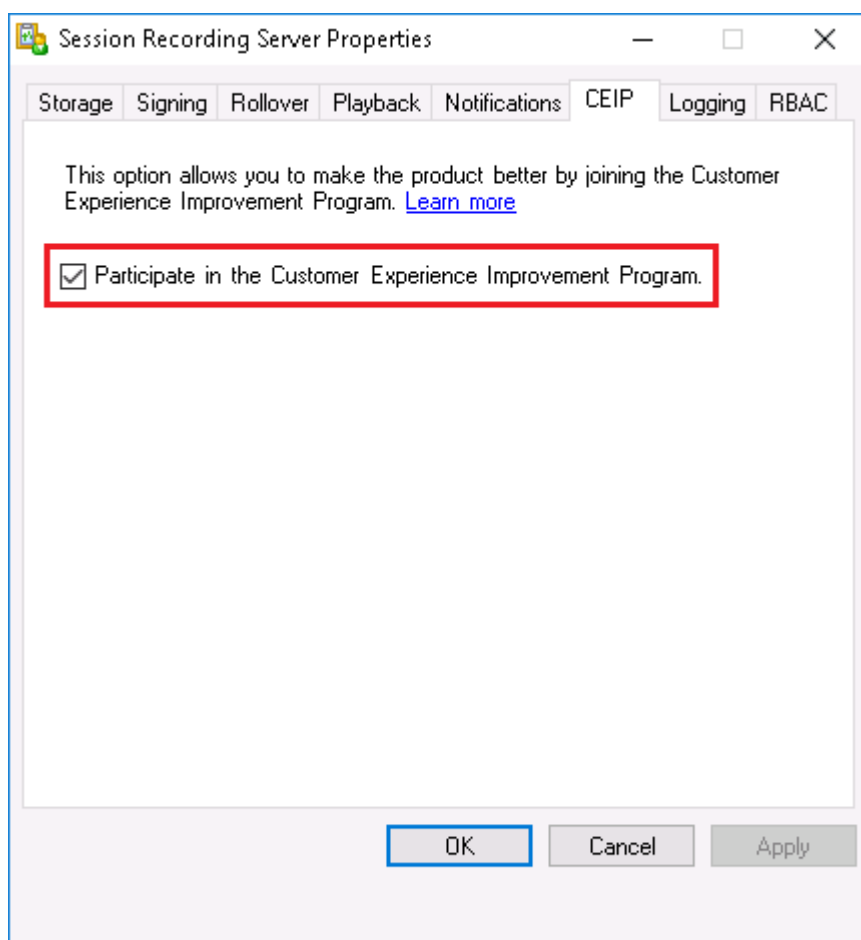 Session Recording Server Properties
Storage Signing Rollover Playback Notifications CEIP Logging RBAC
This option allows you to make the product better by joining the Customer
Experience Improvement Program. Learn more
Participate in the Customer Experience Improvement Program.
OK Cancel Apply